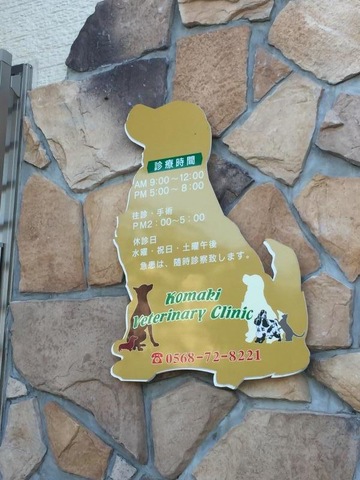 診療時間
AM 9:00～12:00
PM 5:00～8:00
往診・手術
PM2:00～5:00
休診日
水曜・祝日・土曜午後
急患は、随時診察致します。
Komaki
Veterinary Clinic
☎0568-72-8221